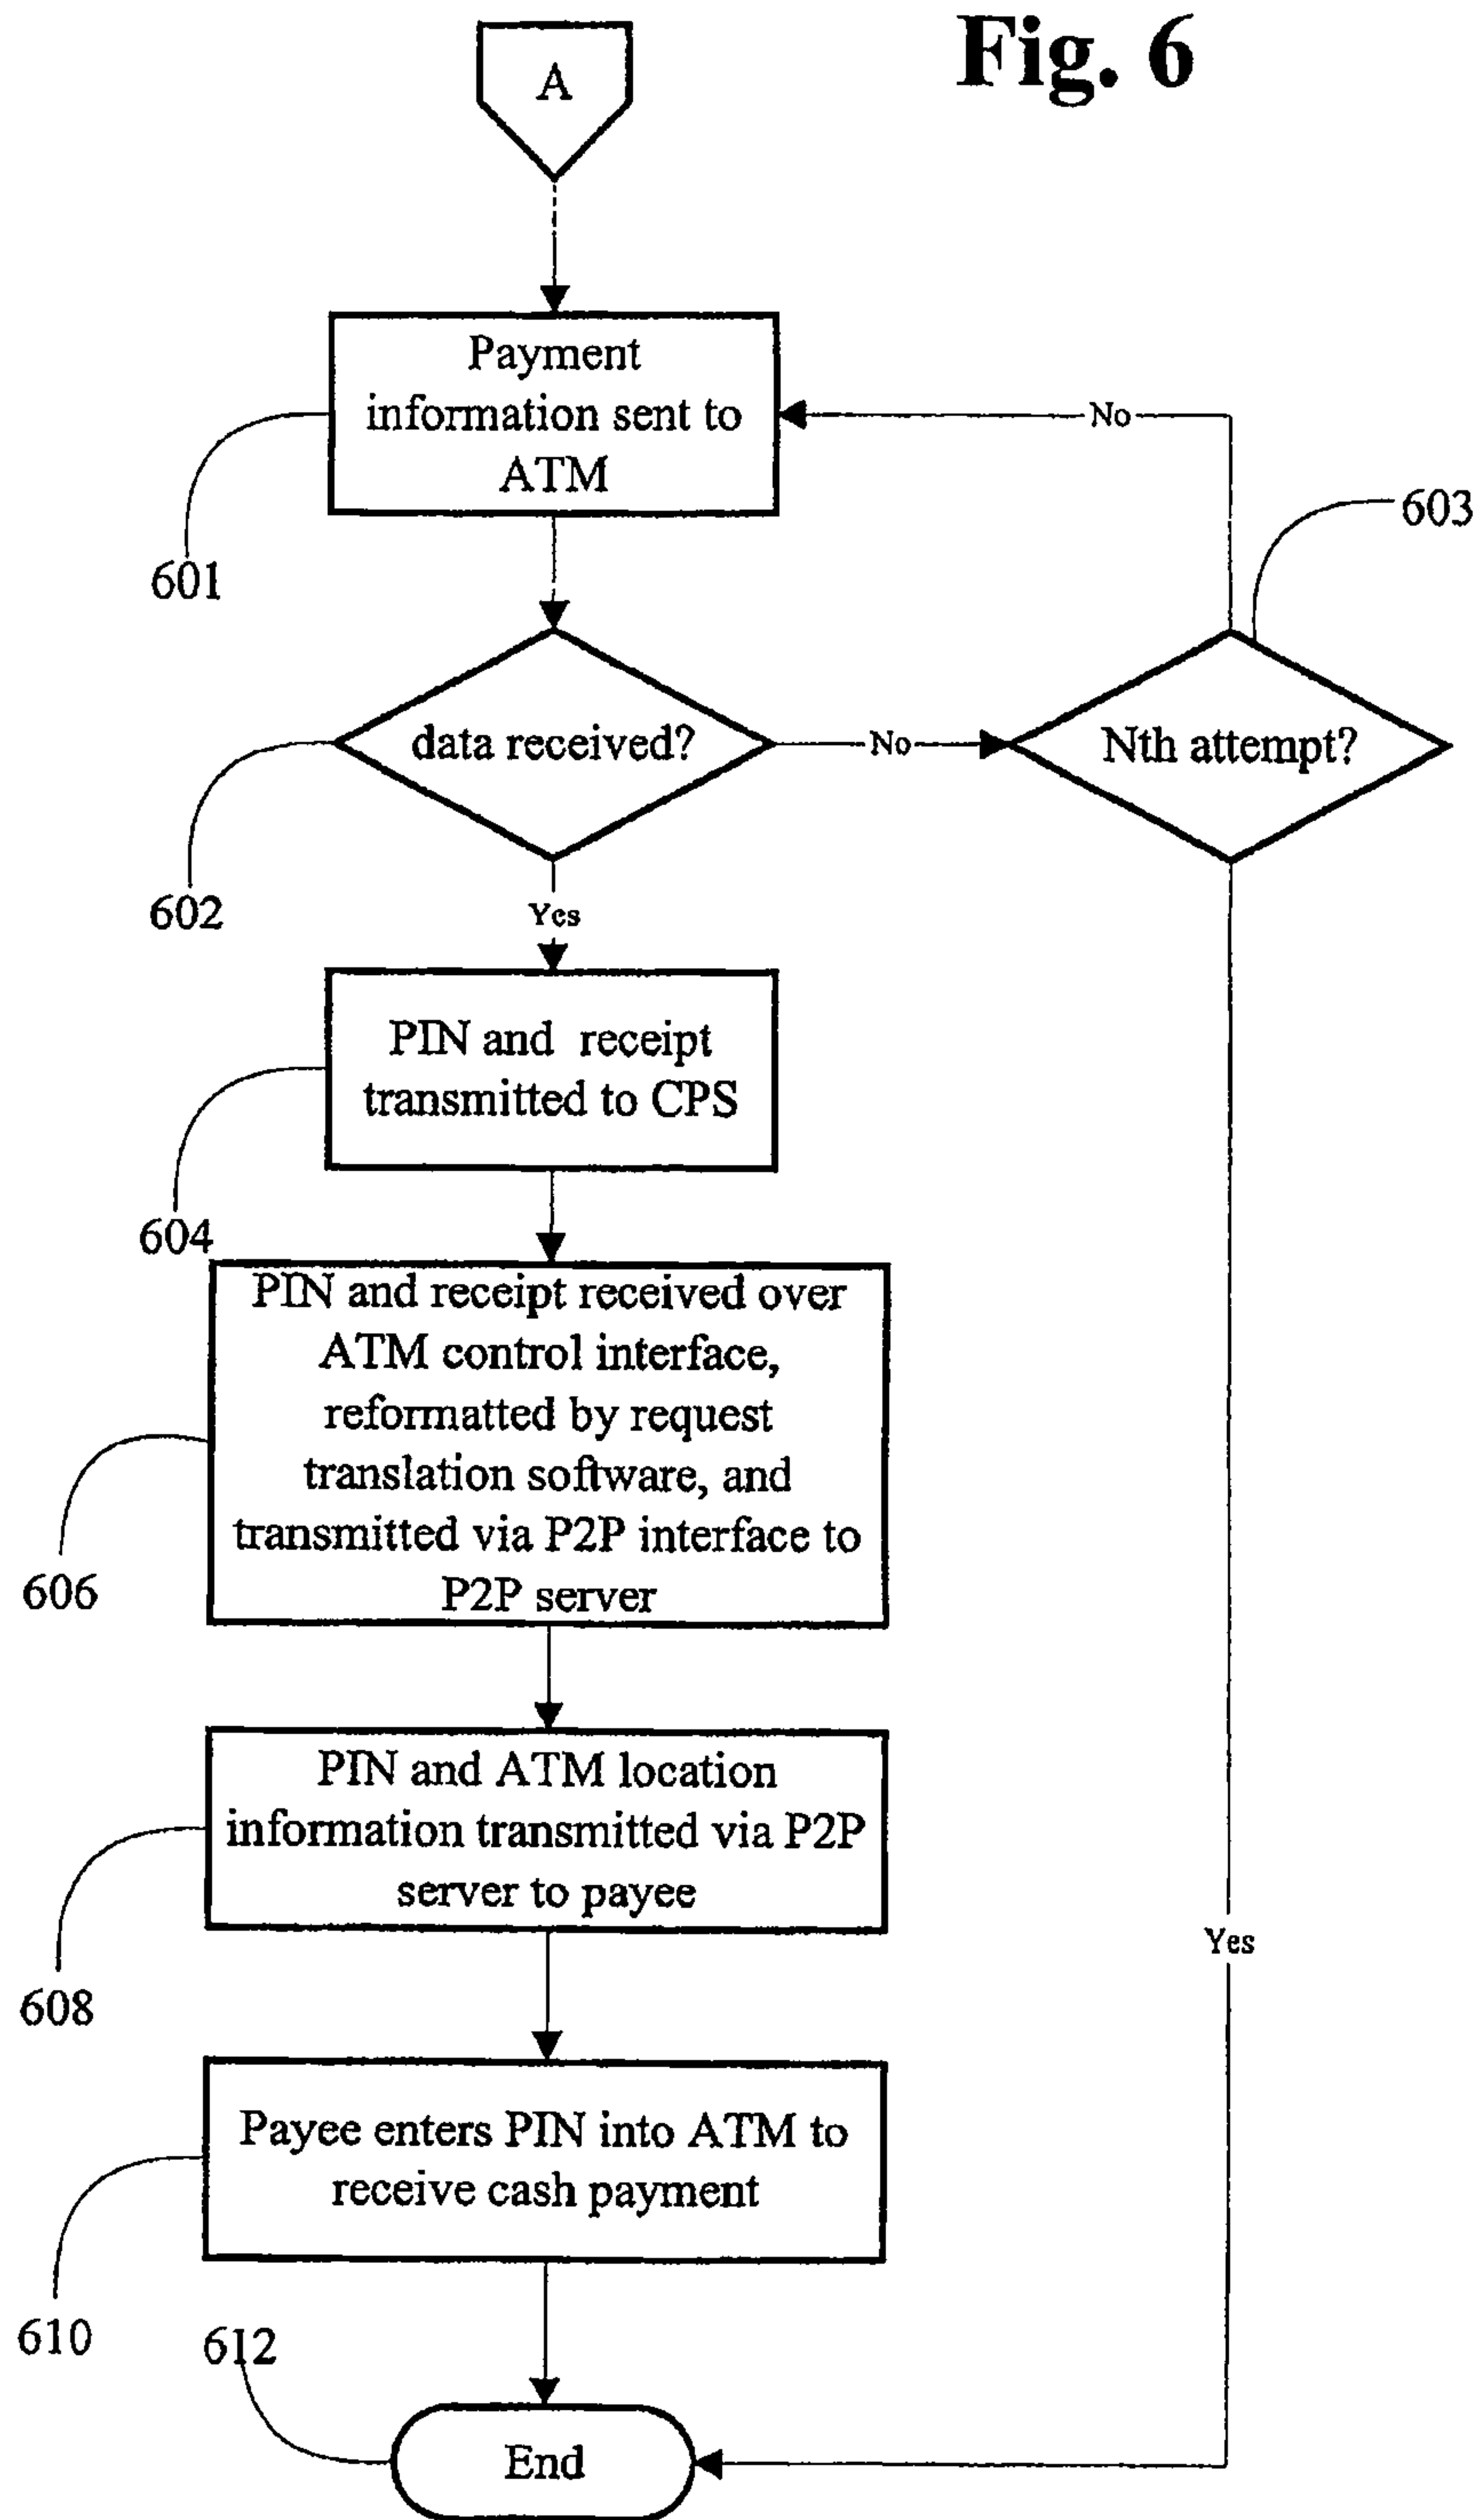 Fig. 6
A
Payment
information sent to
ATM
No
603
601
data received?
No
Nth attempt?
602
Yes
PIN and receipt
transmitted to CPS
604
PIN and receipt received over
ATM control interface,
reformatted by request
translation software, and
transmitted via P2P interface to
P2P server
606
PIN and ATM location
information transmitted via P2P
server to payee
Yes
608
Payee enters PIN into ATM to
receive cash payment
610
612
End